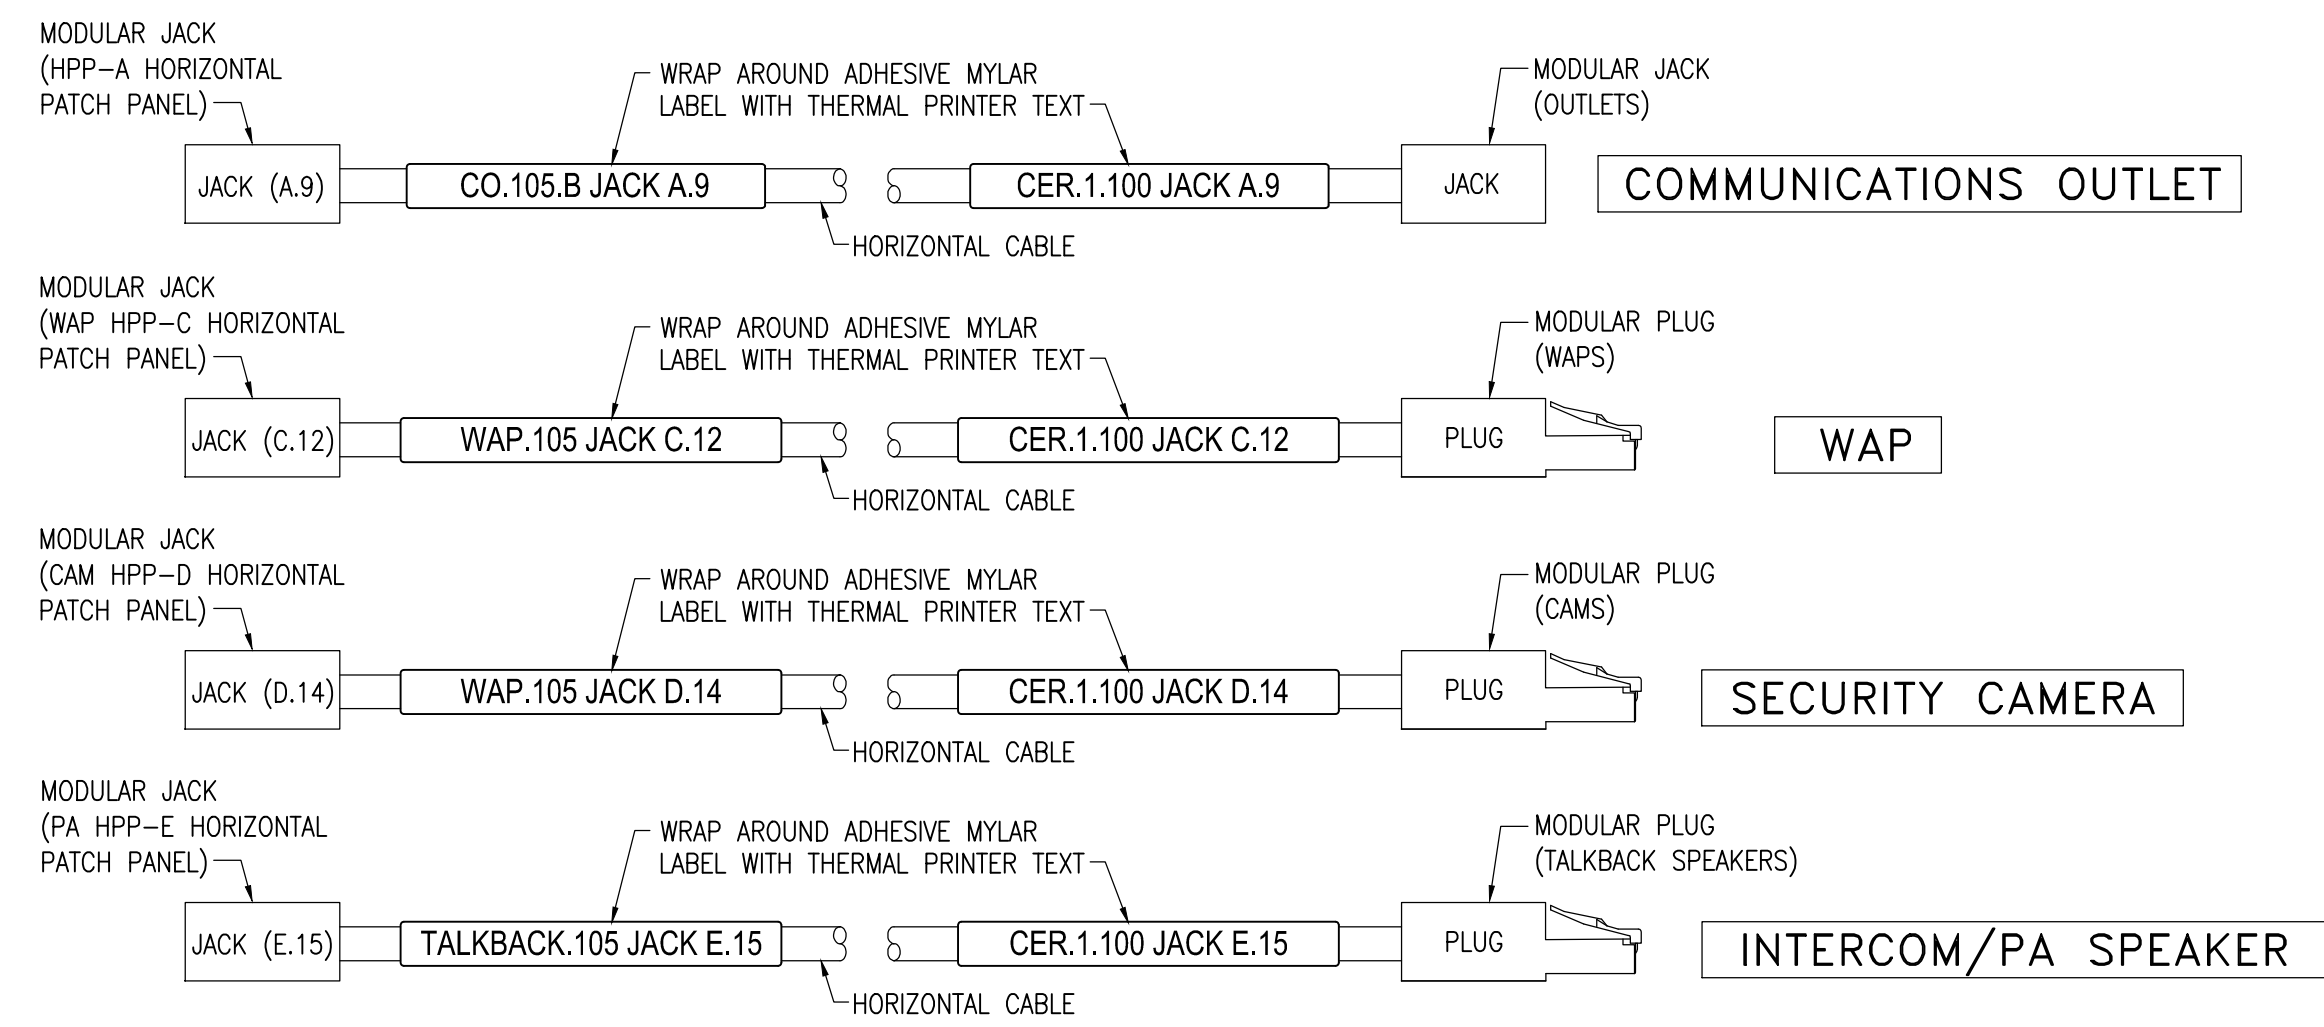 MODULAR JACK
(HPP-A HORIZONTAL
PATCH PANEL)
WRAP AROUND ADHESIVE MYLAR
LABEL WITH THERMAL PRINTER TEXT
MODULAR JACK
(OUTLETS)
JACK (A.9)
CO.105.B JACK A.9
CER.1.100 JACK A.9
JACK
COMMUNICATIONS OUTLET
HORIZONTAL CABLE
MODULAR JACK
(WAP HPP-C HORIZONTAL
PATCH PANEL)
WRAP AROUND ADHESIVE MYLAR
LABEL WITH THERMAL PRINTER TEXT
MODULAR PLUG
(WAPS)
JACK (C.12)
WAP.105 JACK C.12
CER.1.100 JACK C.12
PLUG
WAP
HORIZONTAL CABLE
MODULAR JACK
(CAM HPP-D HORIZONTAL
PATCH PANEL)
WRAP AROUND ADHESIVE MYLAR
LABEL WITH THERMAL PRINTER TEXT
MODULAR PLUG
(CAMS)
JACK (D.14)
WAP.105 JACK D.14
CER.1.100 JACK D.14
PLUG
SECURITY CAMERA
HORIZONTAL CABLE
MODULAR JACK
(PA HPP-E HORIZONTAL
PATCH PANEL)
WRAP AROUND ADHESIVE MYLAR
LABEL WITH THERMAL PRINTER TEXT
MODULAR PLUG
(TALKBACK SPEAKERS)
JACK (E.15)
TALKBACK.105 JACK E.15
CER.1.100 JACK E.15
PLUG
INTERCOM/PA SPEAKER
HORIZONTAL CABLE